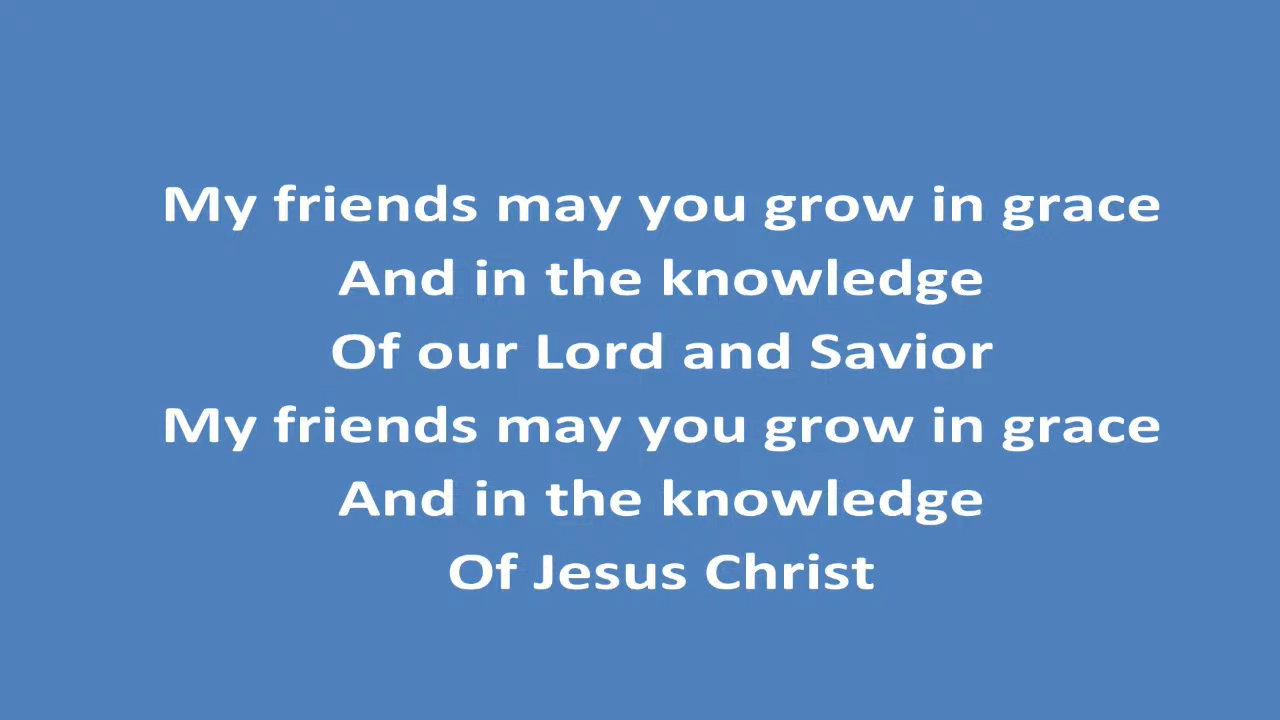 My friends may you grow in grace
And in the knowledge
Of our Lord and Savior
My friends may you grow in grace
And in the knowledge
Of Jesus Christ